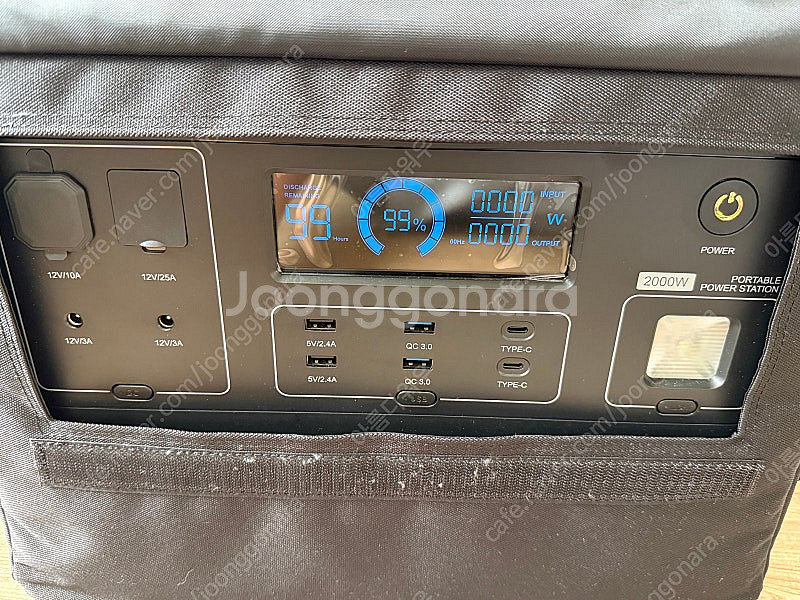 DISCHARGE
REMAINING
99 Hours
99%
0000 INPUT
W
60Hz 0000 OUTPUT
POWER
2000W PORTABLE
POWER STATION
12V/10A 12V/25A
12V/3A 12V/3A
5V/2.4A QC 3.0 TYPE-C
5V/2.4A QC 3.0 TYPE-C
DC
USB
Joonggonara
cafe.naver.com/joonggonara